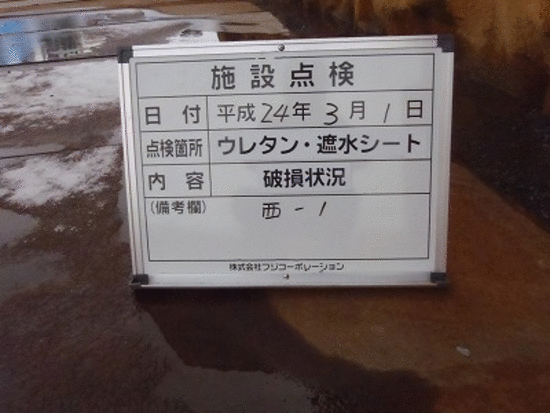 施設点検
日付 平成24年3月1日
点検箇所 ウレタン・遮水シート
内容 破損状況
(備考欄) 西-1
株式会社フジコーポレーション